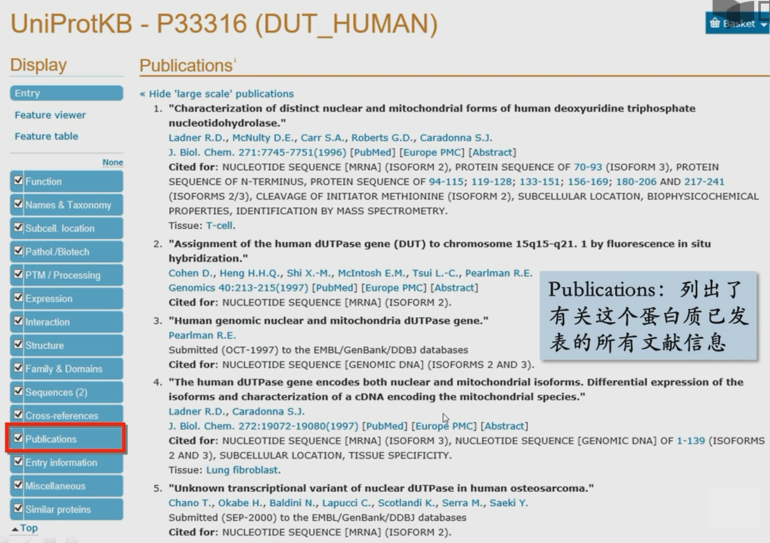 UniProtKB - P33316 (DUT_HUMAN)
Basket
Display
Entry
Feature viewer
Feature table
None
Function
Names & Taxonomy
Subcell. location
Pathol./Biotech
PTM / Processing
Expression
Interaction
Structure
Family & Domains
Sequences (2)
Cross-references
Publications
Entry information
Miscellaneous
Similar proteins
Top
Publications
« Hide 'large scale' publications
1. "Characterization of distinct nuclear and mitochondrial forms of human deoxyuridine triphosphate
nucleotidohydrolase."
Ladner R.D., McNulty D.E., Carr S.A., Roberts G.D., Caradonna S.J.
J. Biol. Chem. 271:7745-7751(1996) [PubMed] [Europe PMC] [Abstract]
Cited for: NUCLEOTIDE SEQUENCE [MRNA] (ISOFORM 2), PROTEIN SEQUENCE OF 70-93 (ISOFORM 3), PROTEIN
SEQUENCE OF N-TERMINUS, PROTEIN SEQUENCE OF 94-115; 119-128; 133-151; 156-169; 180-206 AND 217-241
(ISOFORMS 2/3), CLEAVAGE OF INITIATOR METHIONINE (ISOFORM 2), SUBCELLULAR LOCATION, BIOPHYSICOCHEMICAL
PROPERTIES, IDENTIFICATION BY MASS SPECTROMETRY.
Tissue: T-cell.
2. "Assignment of the human dUTPase gene (DUT) to chromosome 15q15-q21. 1 by fluorescence in situ
hybridization."
Cohen D., Heng H.H.Q., Shi X.-M., McIntosh E.M., Tsui L.-C., Pearlman R.E.
Genomics 40:213-215(1997) [PubMed] [Europe PMC] [Abstract]
Cited for: NUCLEOTIDE SEQUENCE [MRNA] (ISOFORM 2).
3. "Human genomic nuclear and mitochondria dUTPase gene."
Pearlman R.E.
Submitted (OCT-1997) to the EMBL/GenBank/DDBJ databases
Cited for: NUCLEOTIDE SEQUENCE [GENOMIC DNA] (ISOFORMS 2 AND 3).
4. "The human dUTPase gene encodes both nuclear and mitochondrial isoforms. Differential expression of the
isoforms and characterization of a cDNA encoding the mitochondrial species."
Ladner R.D., Caradonna S.J.
J. Biol. Chem. 272:19072-19080(1997) [PubMed] [Europe PMC] [Abstract]
Cited for: NUCLEOTIDE SEQUENCE [MRNA] (ISOFORM 3), NUCLEOTIDE SEQUENCE [GENOMIC DNA] OF 1-139 (ISOFORMS
2 AND 3), SUBCELLULAR LOCATION, TISSUE SPECIFICITY.
Tissue: Lung fibroblast.
5. "Unknown transcriptional variant of nuclear dUTPase in human osteosarcoma."
Chano T., Okabe H., Baldini N., Lapucci C., Scotlandi K., Serra M., Saeki Y.
Submitted (SEP-2000) to the EMBL/GenBank/DDBJ databases
Cited for: NUCLEOTIDE SEQUENCE [MRNA] (ISOFORM 2).
Publications：列出了
有关这个蛋白质已发
表的所有文献信息